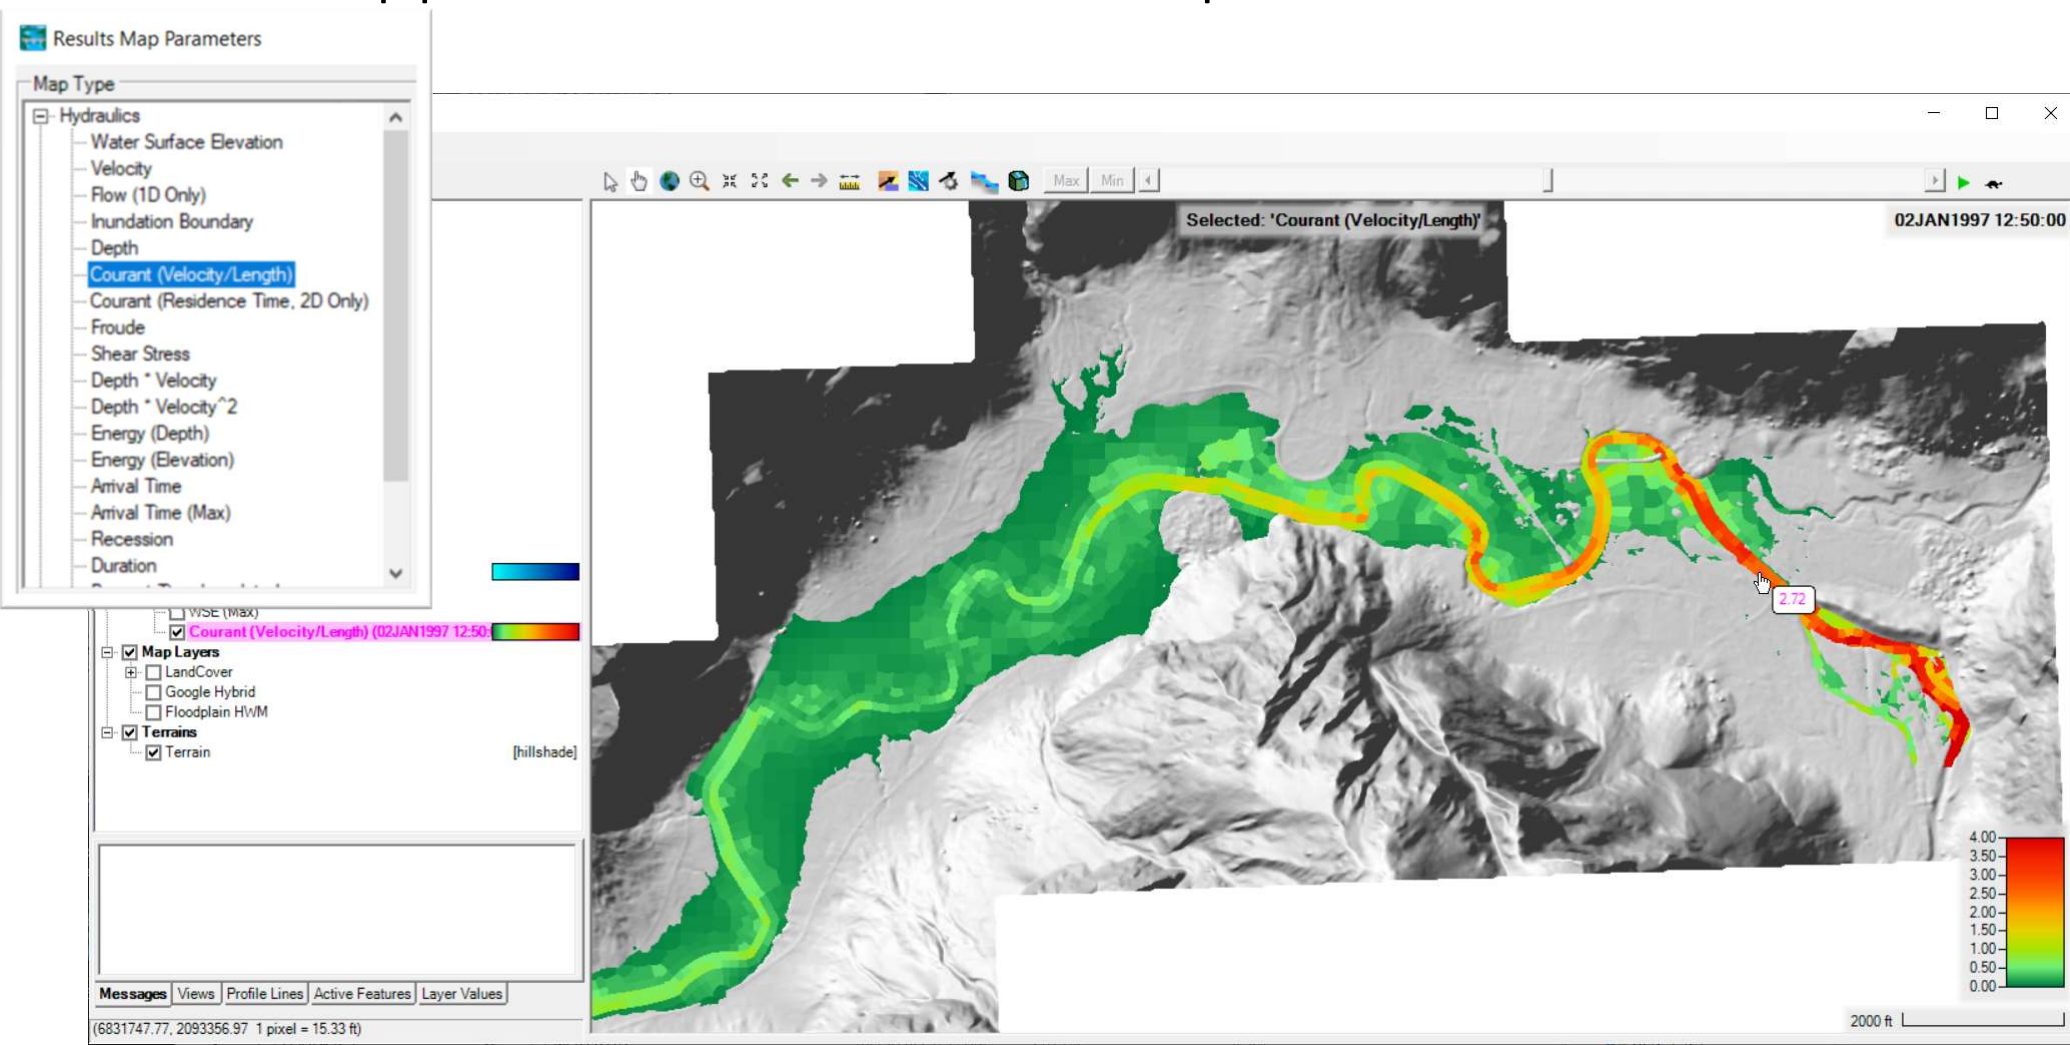 Results Map Parameters
Map Type
Hydraulics
Water Surface Elevation
Velocity
Flow (1D Only)
Inundation Boundary
Depth
Courant (Velocity/Length)
Courant (Residence Time, 2D Only)
Froude
Shear Stress
Depth * Velocity
Depth * Velocity^2
Energy (Depth)
Energy (Elevation)
Arrival Time
Arrival Time (Max)
Recession
Duration
Max
Min
Selected: 'Courant (Velocity/Length)'
02JAN1997 12:50:00
2.72
WSE (Max)
Courant (Velocity/Length) (02JAN1997 12:50:
Map Layers
LandCover
Google Hybrid
Floodplain HWM
Terrains
Terrain [hillshade]
4.00
3.50
3.00
2.50
2.00
1.50
1.00
0.50
0.00
2000 ft
Messages Views Profile Lines Active Features Layer Values
(6831747.77, 2093356.97 1 pixel = 15.33 ft)